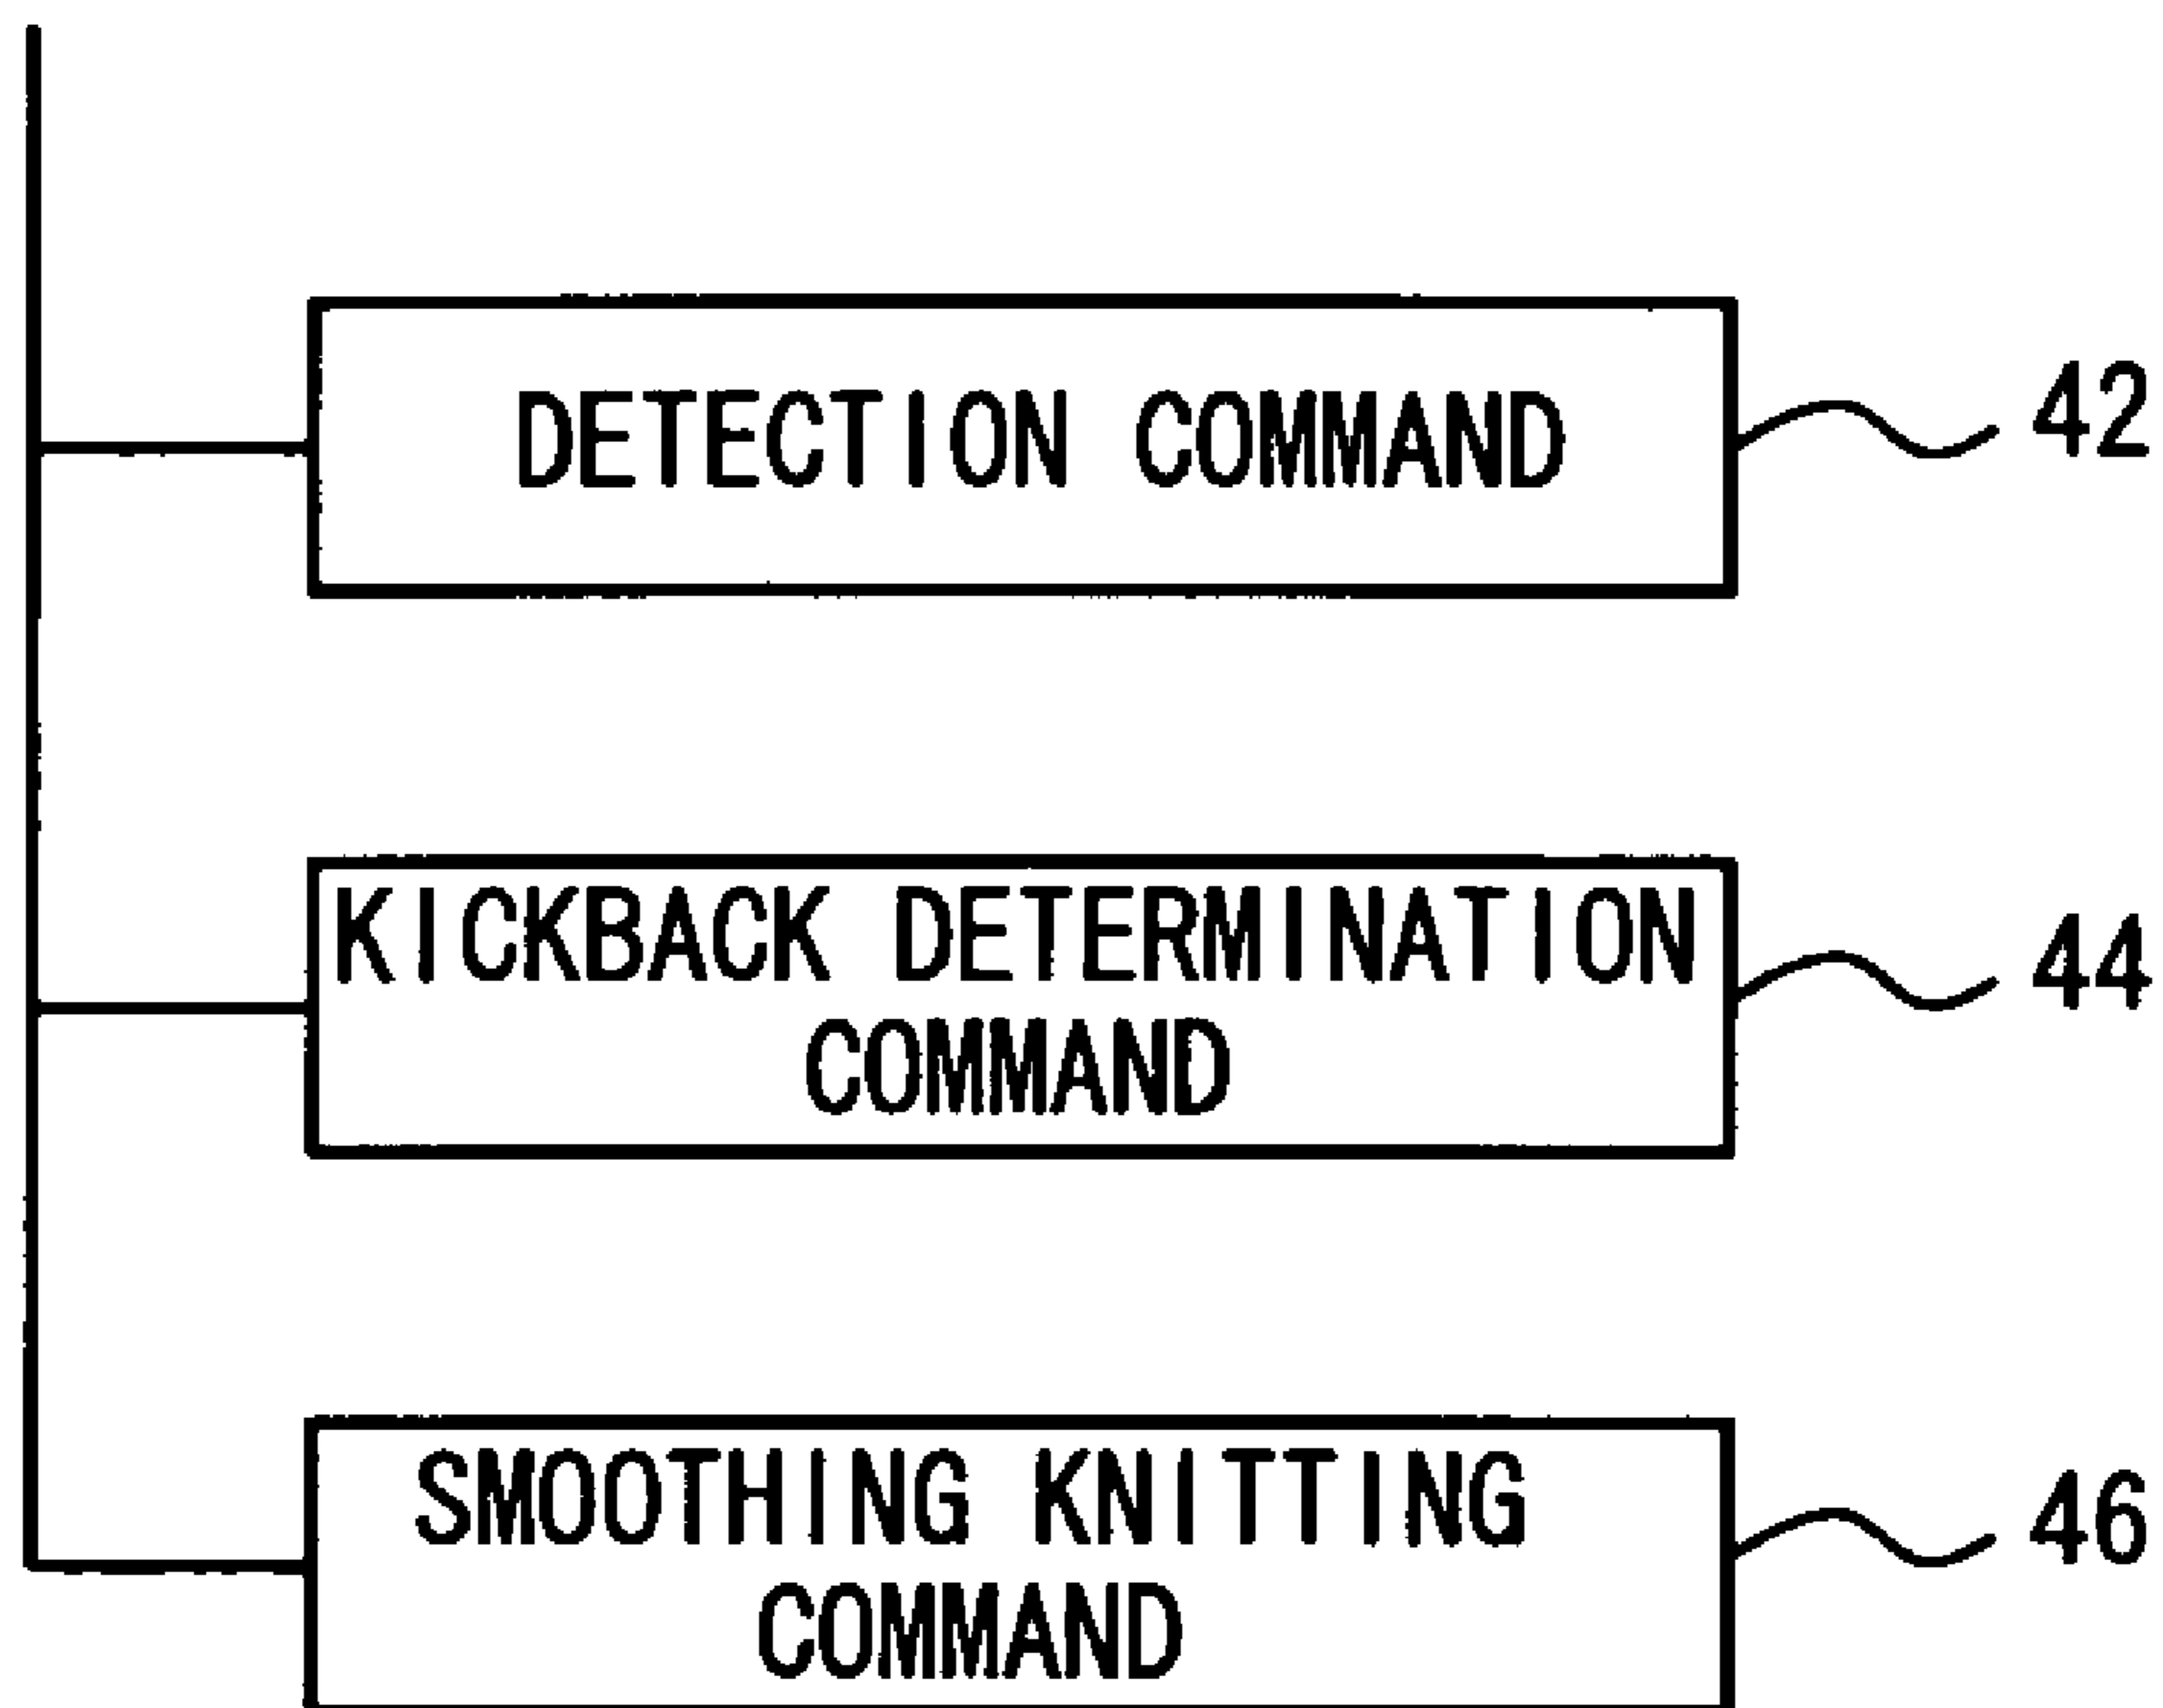 DETECTION COMMAND
42
KICKBACK DETERMINATION
COMMAND
44
SMOOTHING KNITTING
COMMAND
46